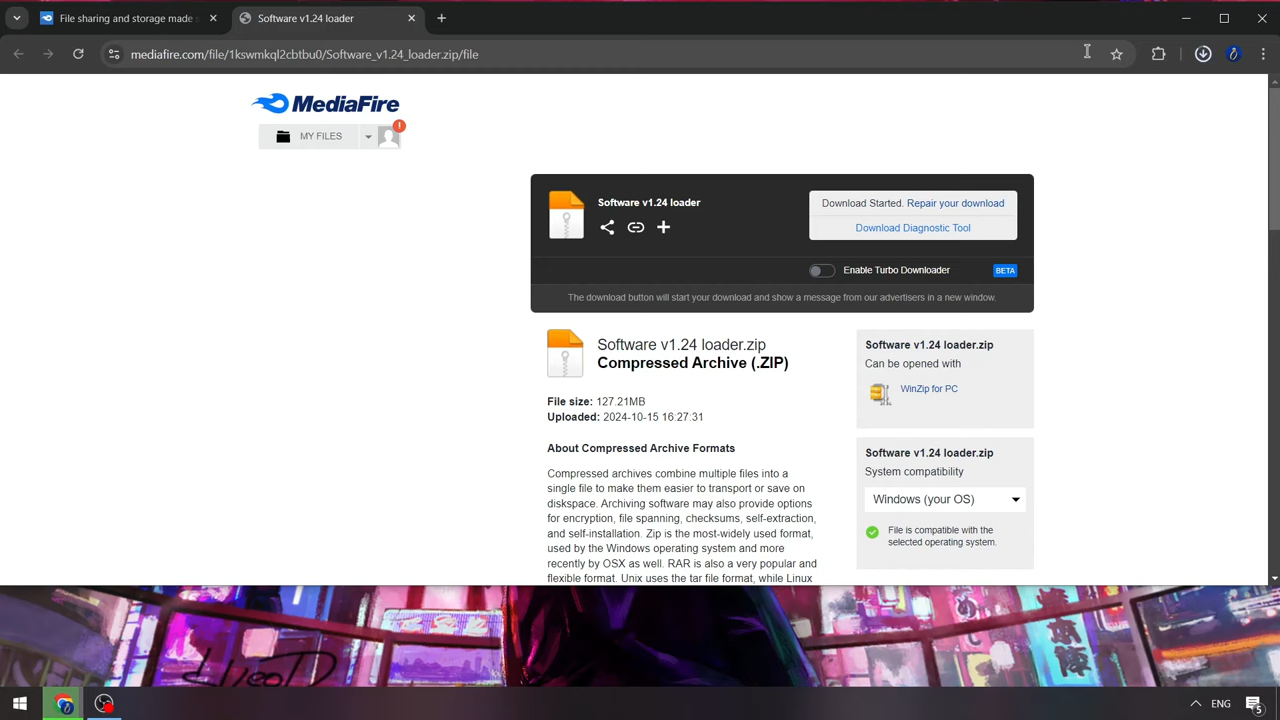 File sharing and storage made s
Software v1.24 loader
mediafire.com/file/1kswmkql2cbtbu0/Software_v1.24_loader.zip/file
MediaFire
MY FILES
!
Software v1.24 loader
Download Started. Repair your download
Download Diagnostic Tool
Enable Turbo Downloader
BETA
The download button will start your download and show a message from our advertisers in a new window.
Software v1.24 loader.zip
Compressed Archive (.ZIP)
File size: 127.21MB
Uploaded: 2024-10-15 16:27:31
About Compressed Archive Formats
Compressed archives combine multiple files into a
single file to make them easier to transport or save on
diskspace. Archiving software may also provide options
for encryption, file spanning, checksums, self-extraction,
and self-installation. Zip is the most-widely used format,
used by the Windows operating system and more
recently by OSX as well. RAR is also a very popular and
flexible format. Unix uses the tar file format, while Linux
Software v1.24 loader.zip
Can be opened with
WinZip for PC
Software v1.24 loader.zip
System compatibility
Windows (your OS)
File is compatible with the
selected operating system.
ENG
5